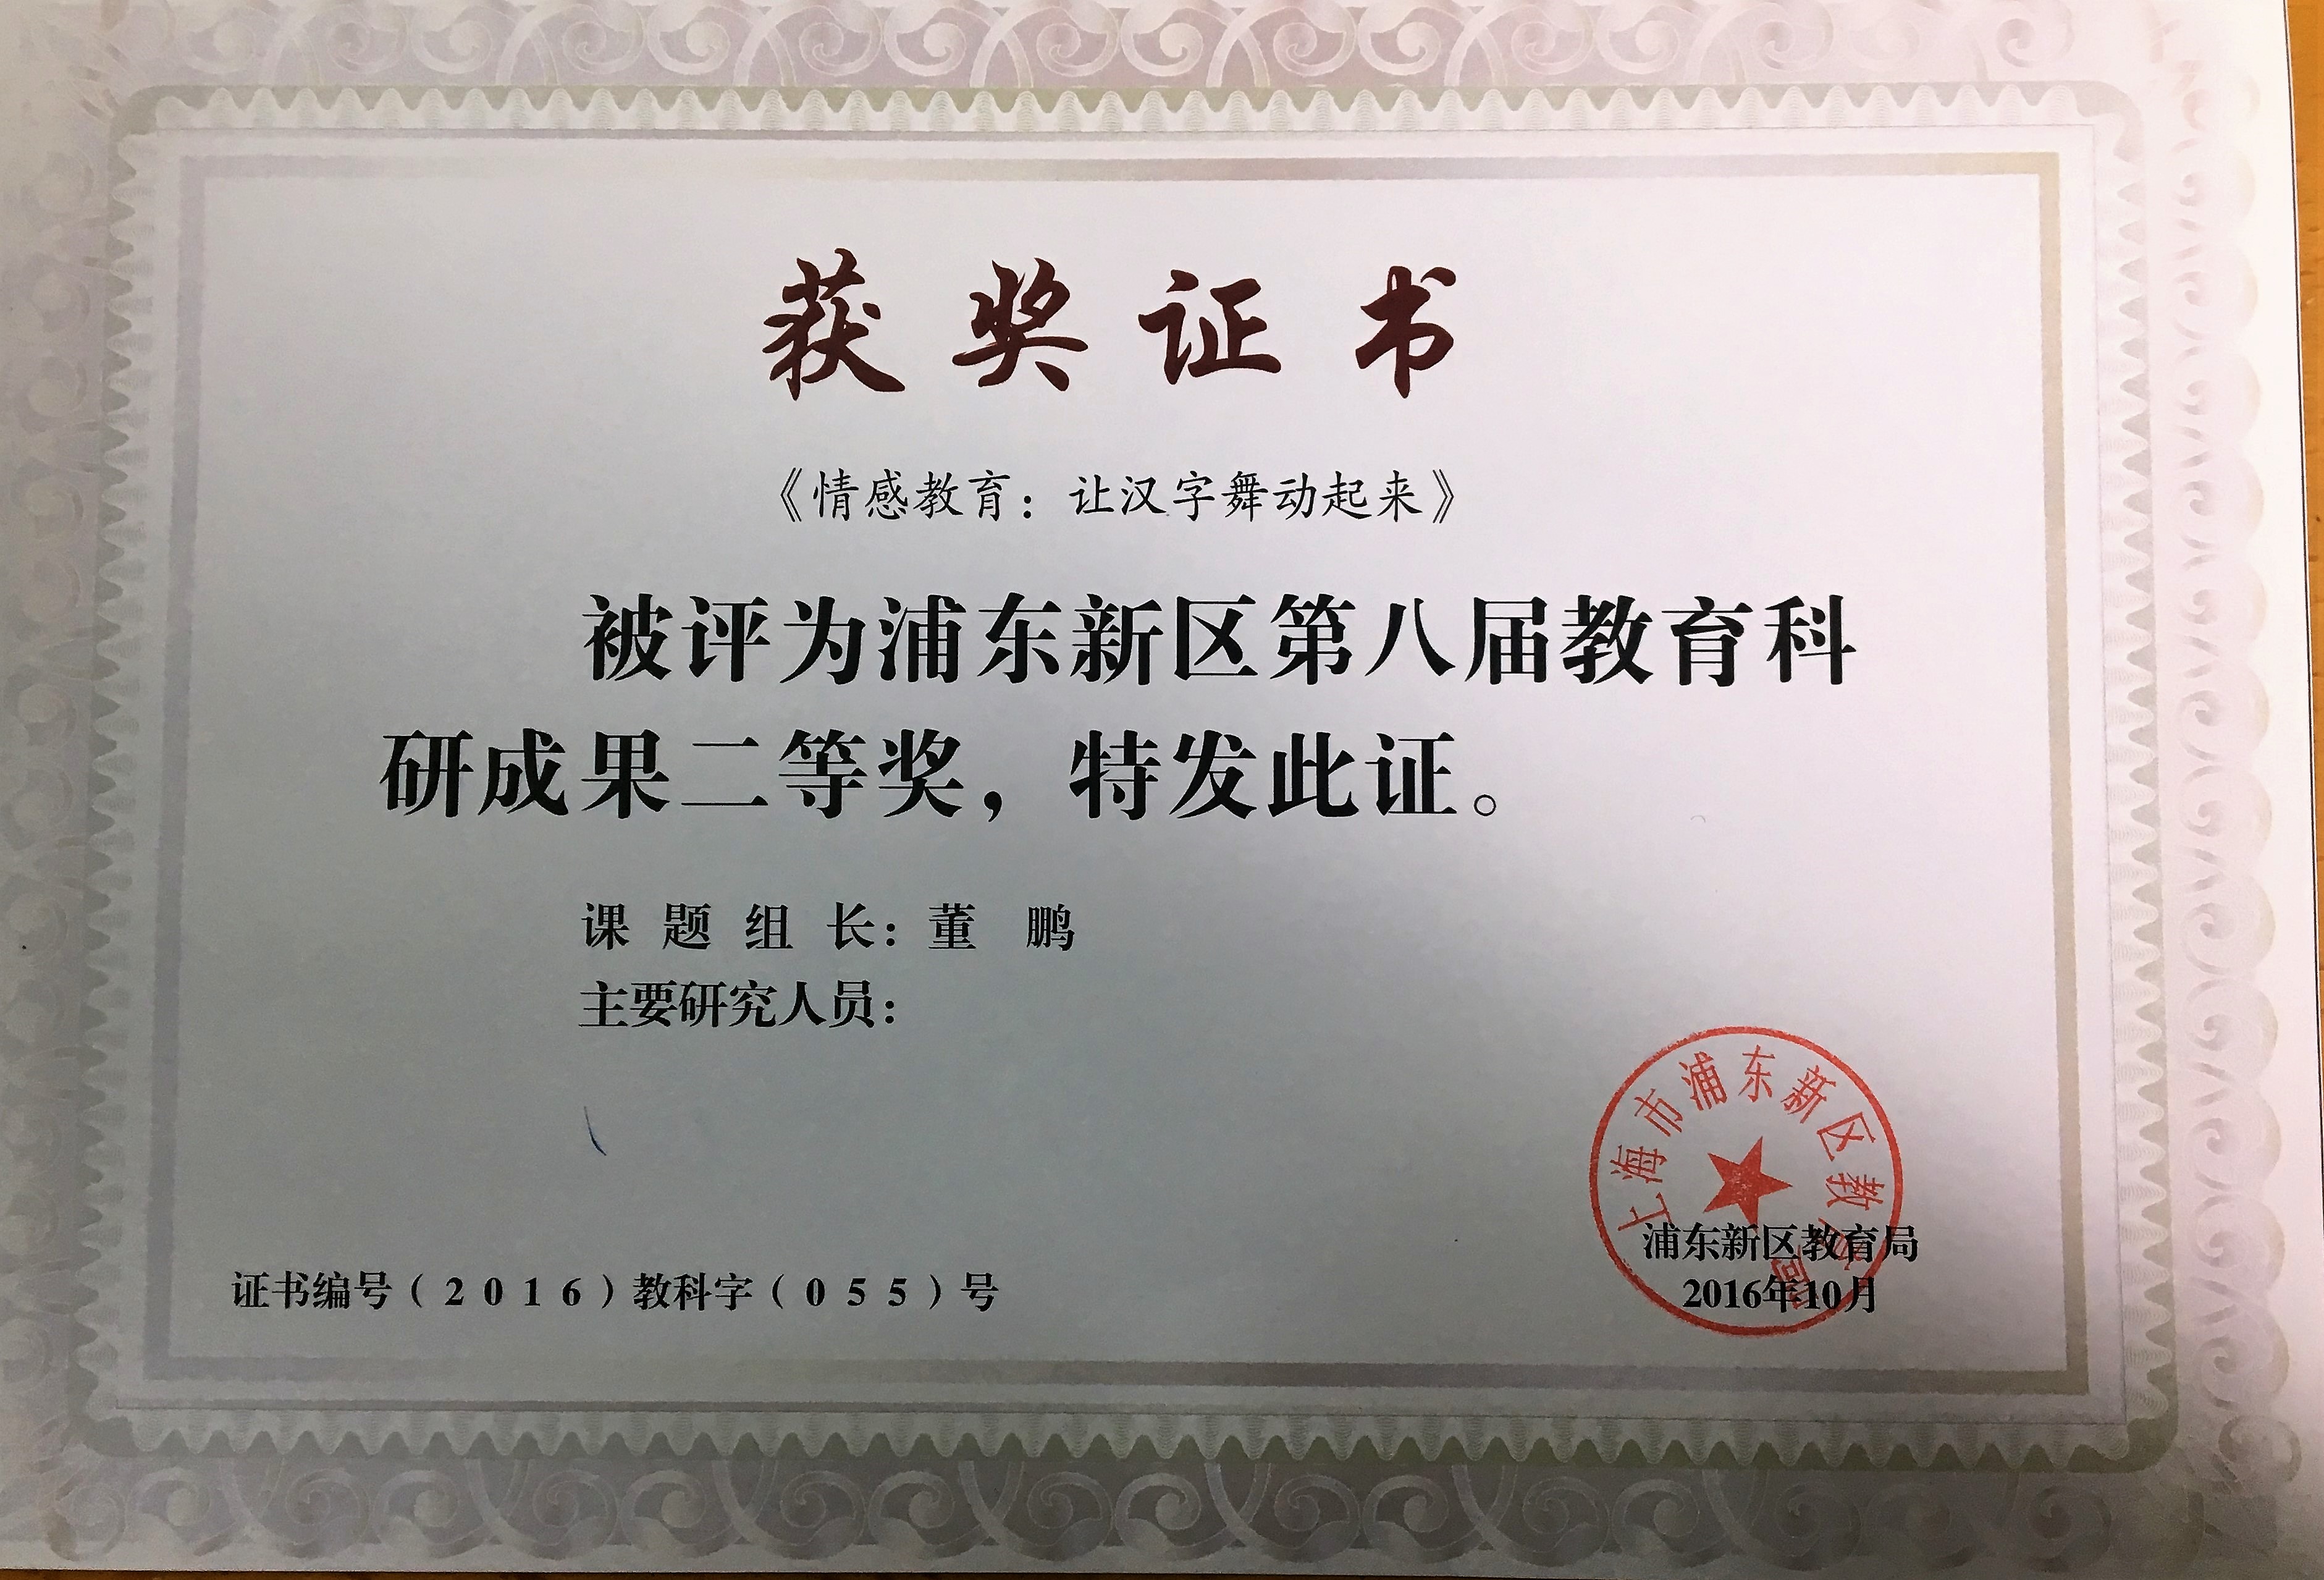 获奖证书
《情感教育：让汉字舞动起来》
被评为浦东新区第八届教育科
研成果二等奖，特发此证。
课题组长：董鹏
主要研究人员：
上海市浦东新区教育局
浦东新区教育局
2016年10月
证书编号（2016）教科字（055）号